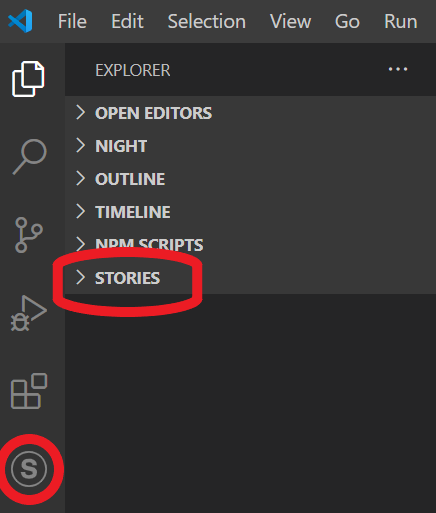 File Edit Selection View Go Run
EXPLORER
OPEN EDITORS
NIGHT
OUTLINE
TIMELINE
NPM SCRIPTS
STORIES
S